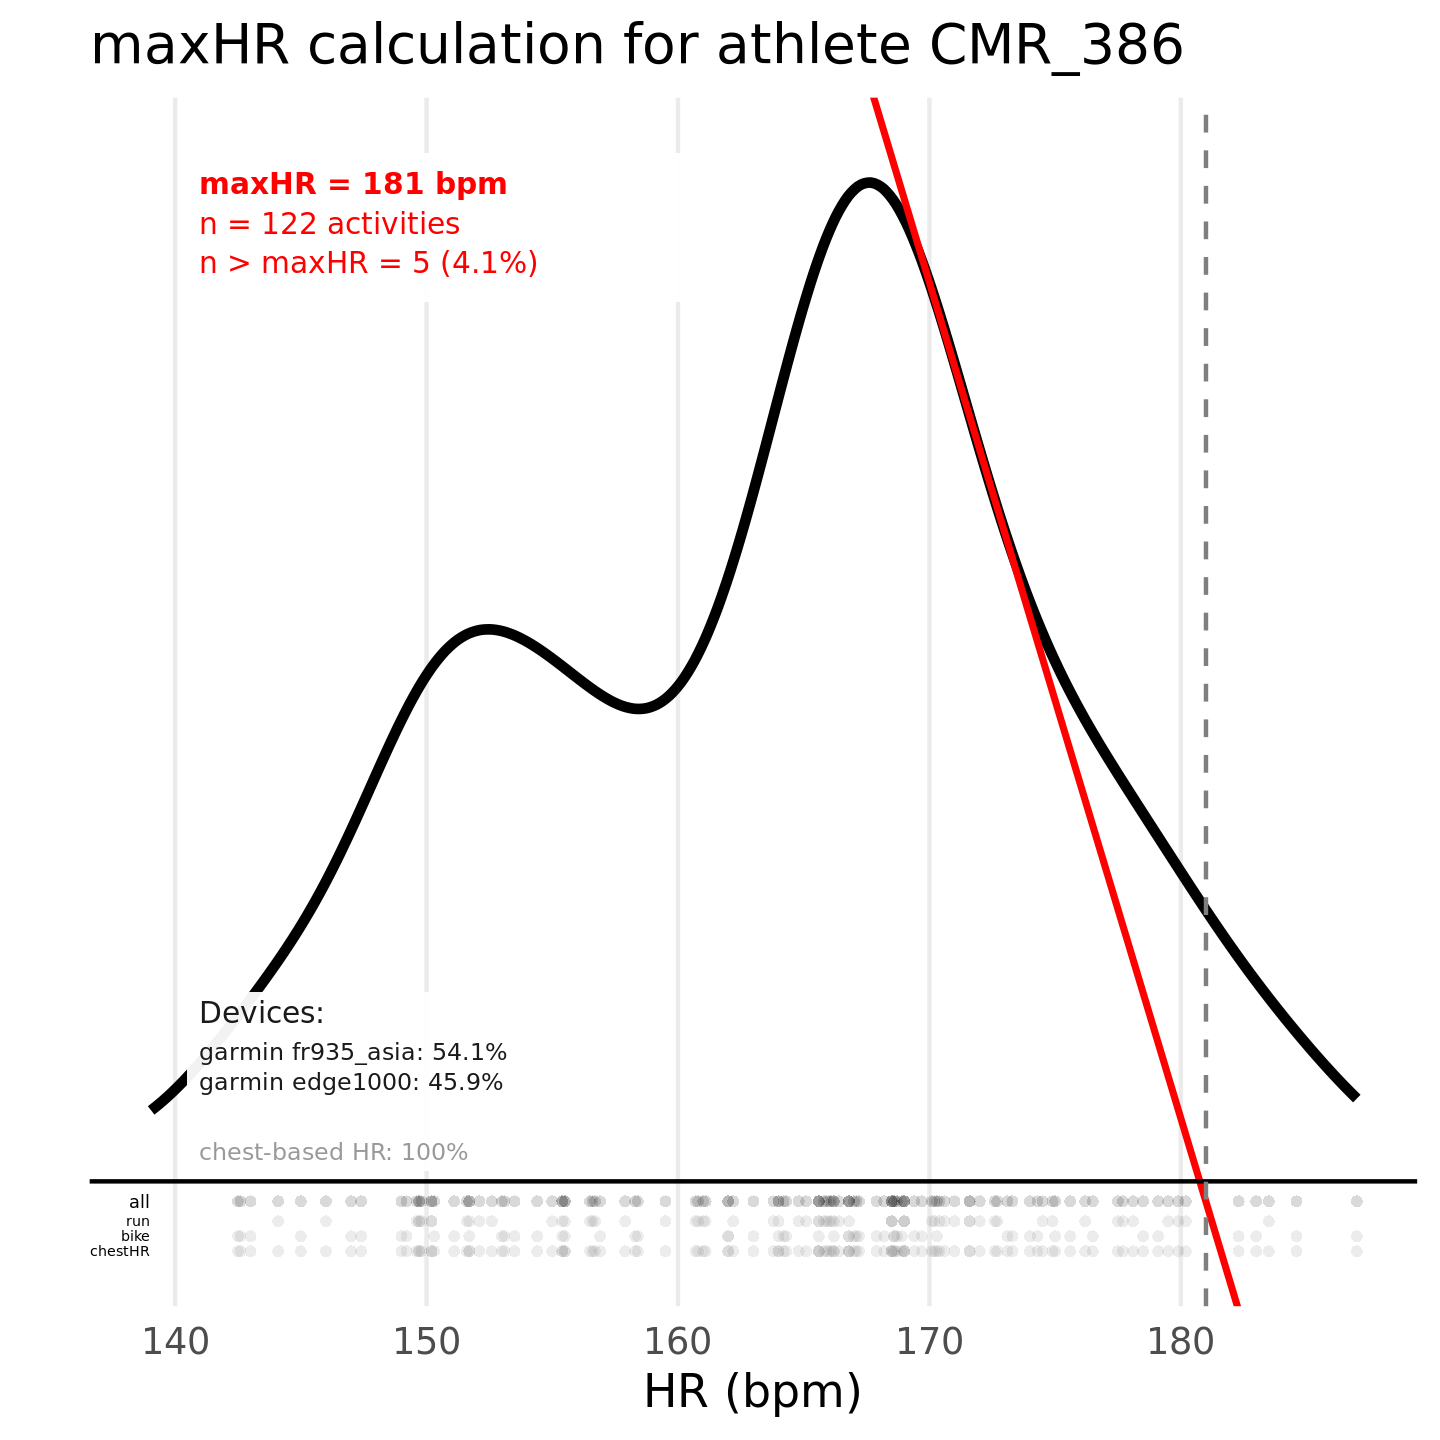 maxHR calculation for athlete CMR_386
maxHR = 181 bpm
n = 122 activities
n > maxHR = 5 (4.1%)
Devices:
garmin fr935_asia: 54.1%
garmin edge1000: 45.9%
chest-based HR: 100%
all
run
bike
chestHR
140 150 160 170 180
HR (bpm)